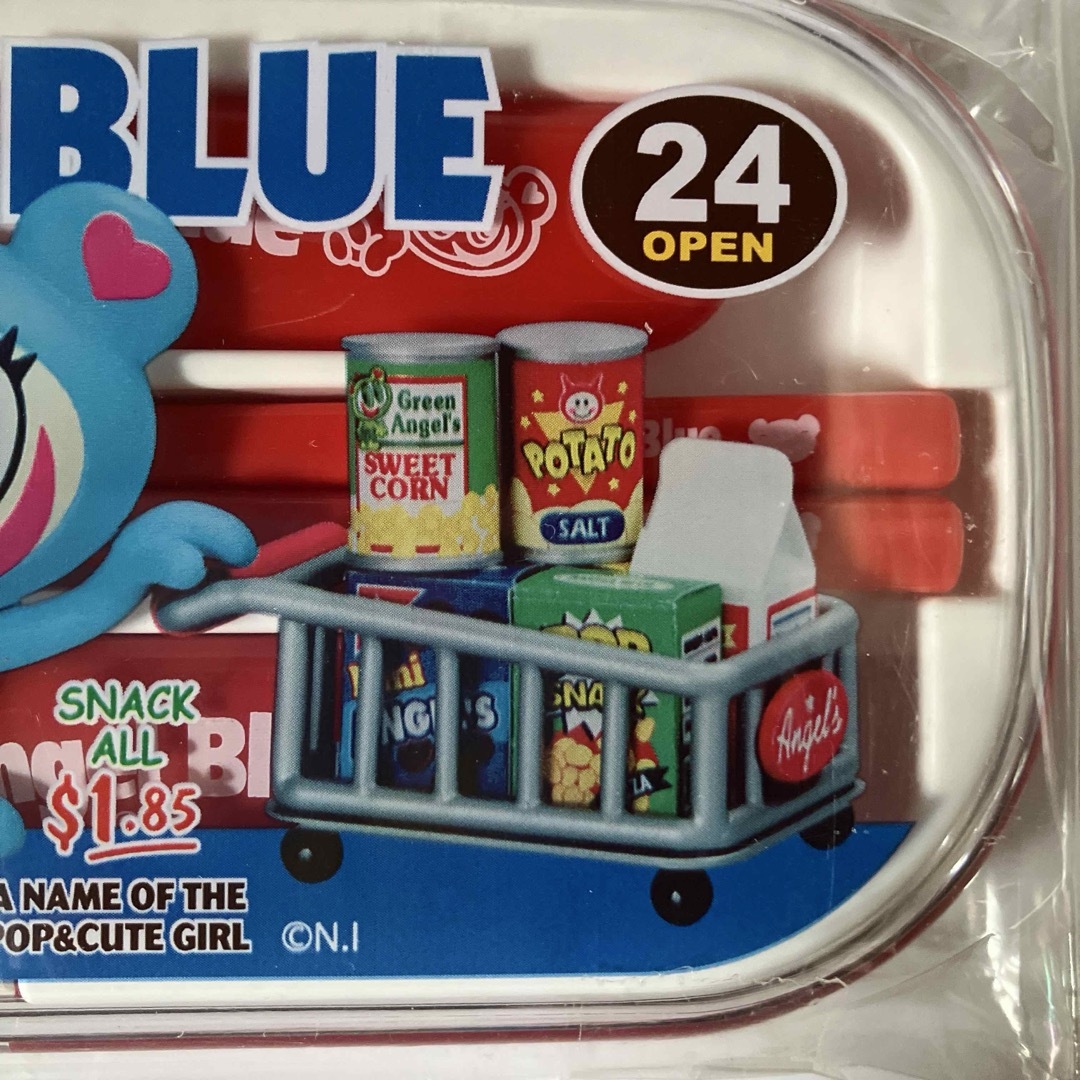 BLUE
24
OPEN
Green
Angel's
SWEET
CORN
POTATO
SALT
Blue
SNACK
ALL
$1.85
Angel's
A NAME OF THE
POP&CUTE GIRL
©N.I